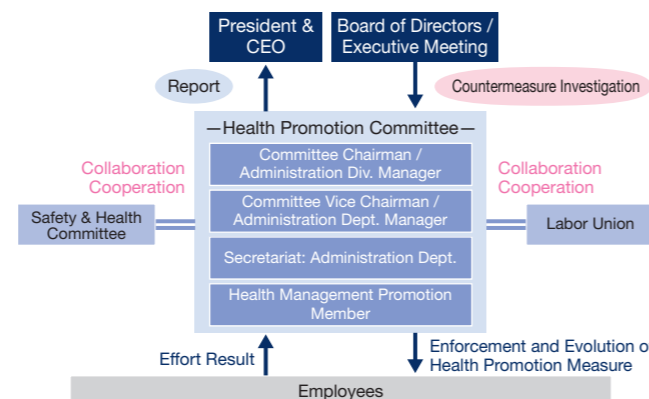 President &
CEO
Board of Directors /
Executive Meeting
Report
Countermeasure Investigation
—Health Promotion Committee—
Committee Chairman /
Administration Div. Manager
Collaboration
Cooperation
Collaboration
Cooperation
Committee Vice Chairman /
Administration Dept. Manager
Safety & Health
Committee
Labor Union
Secretariat: Administration Dept.
Health Management Promotion
Member
Effort Result
Enforcement and Evolution o
Health Promotion Measure
Employees